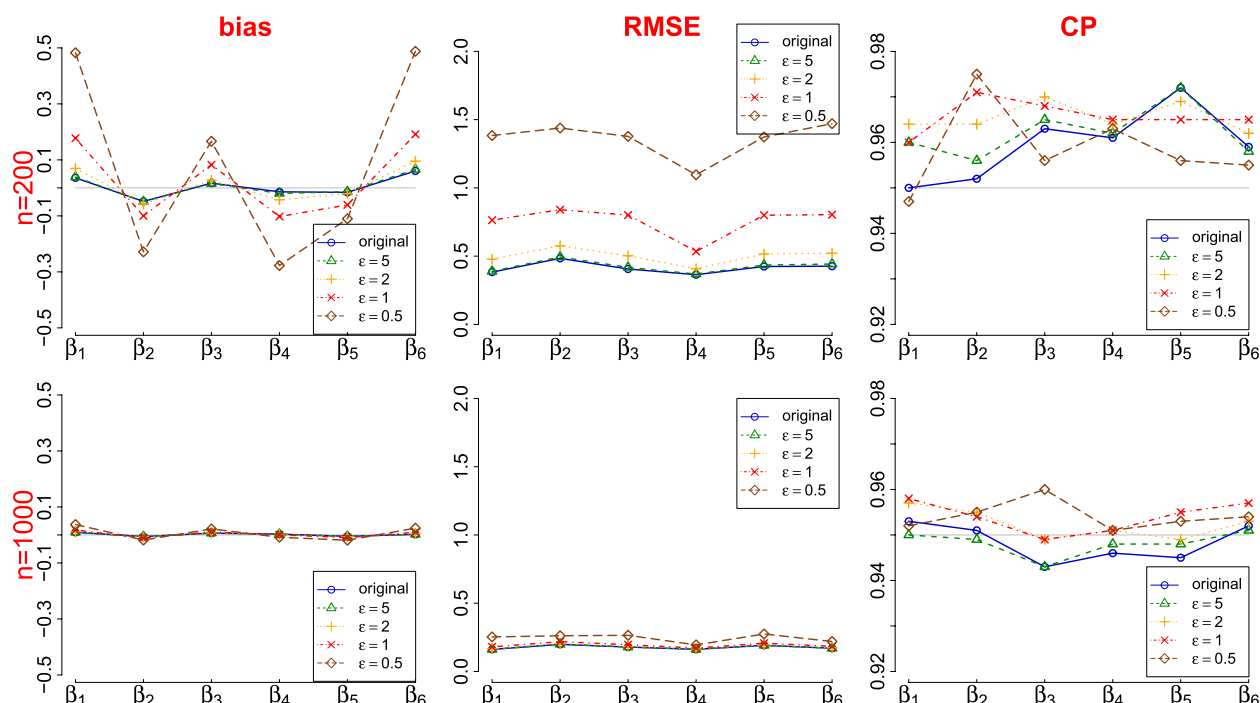 bias
RMSE
CP
n=200
0.5
0.3
0.1
−0.1
−0.3
−0.5
β1 β2 β3 β4 β5 β6
original
ε = 5
ε = 2
ε = 1
ε = 0.5
2.0
1.5
1.0
0.5
0.0
β1 β2 β3 β4 β5 β6
original
ε = 5
ε = 2
ε = 1
ε = 0.5
0.98
0.96
0.94
0.92
β1 β2 β3 β4 β5 β6
original
ε = 5
ε = 2
ε = 1
ε = 0.5
n=1000
0.5
0.3
0.1
−0.1
−0.3
−0.5
β1 β2 β3 β4 β5 β6
original
ε = 5
ε = 2
ε = 1
ε = 0.5
2.0
1.5
1.0
0.5
0.0
β1 β2 β3 β4 β5 β6
original
ε = 5
ε = 2
ε = 1
ε = 0.5
0.98
0.96
0.94
0.92
β1 β2 β3 β4 β5 β6
original
ε = 5
ε = 2
ε = 1
ε = 0.5